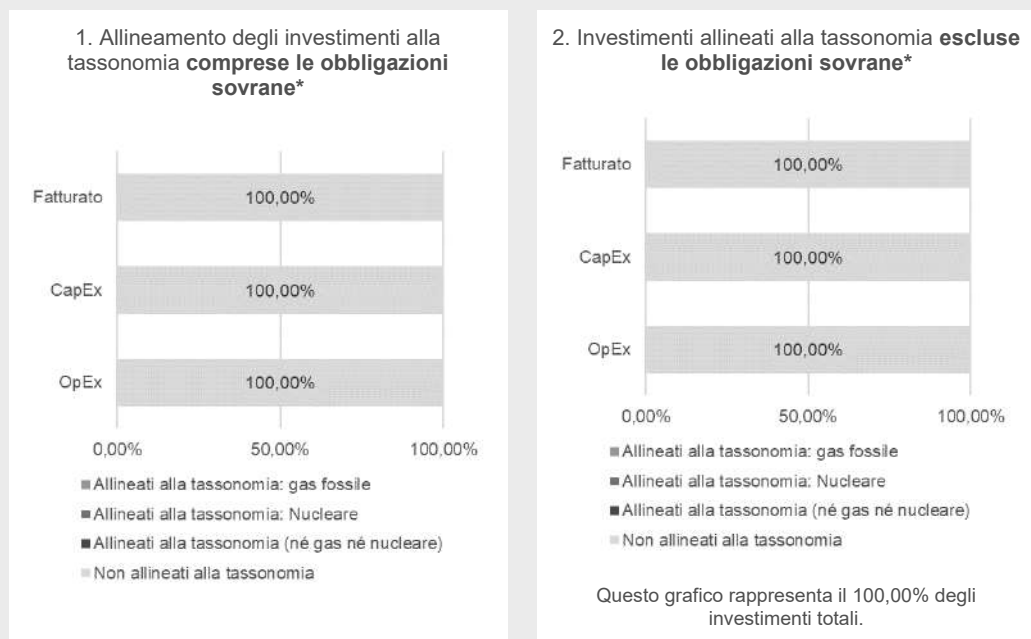 1. Allineamento degli investimenti alla
tassonomia comprese le obbligazioni
sovrane*
Fatturato
100,00%
CapEx
100,00%
OpEx
100,00%
0,00%
50,00%
100,00%
Allineati alla tassonomia: gas fossile
Allineati alla tassonomia: Nucleare
Allineati alla tassonomia (né gas né nucleare)
Non allineati alla tassonomia
2. Investimenti allineati alla tassonomia escluse
le obbligazioni sovrane*
Fatturato
100,00%
CapEx
100,00%
OpEx
100,00%
0,00%
50,00%
100,00%
Allineati alla tassonomia: gas fossile
Allineati alla tassonomia: Nucleare
Allineati alla tassonomia (né gas né nucleare)
Non allineati alla tassonomia
Questo grafico rappresenta il 100,00% degli
investimenti totali.